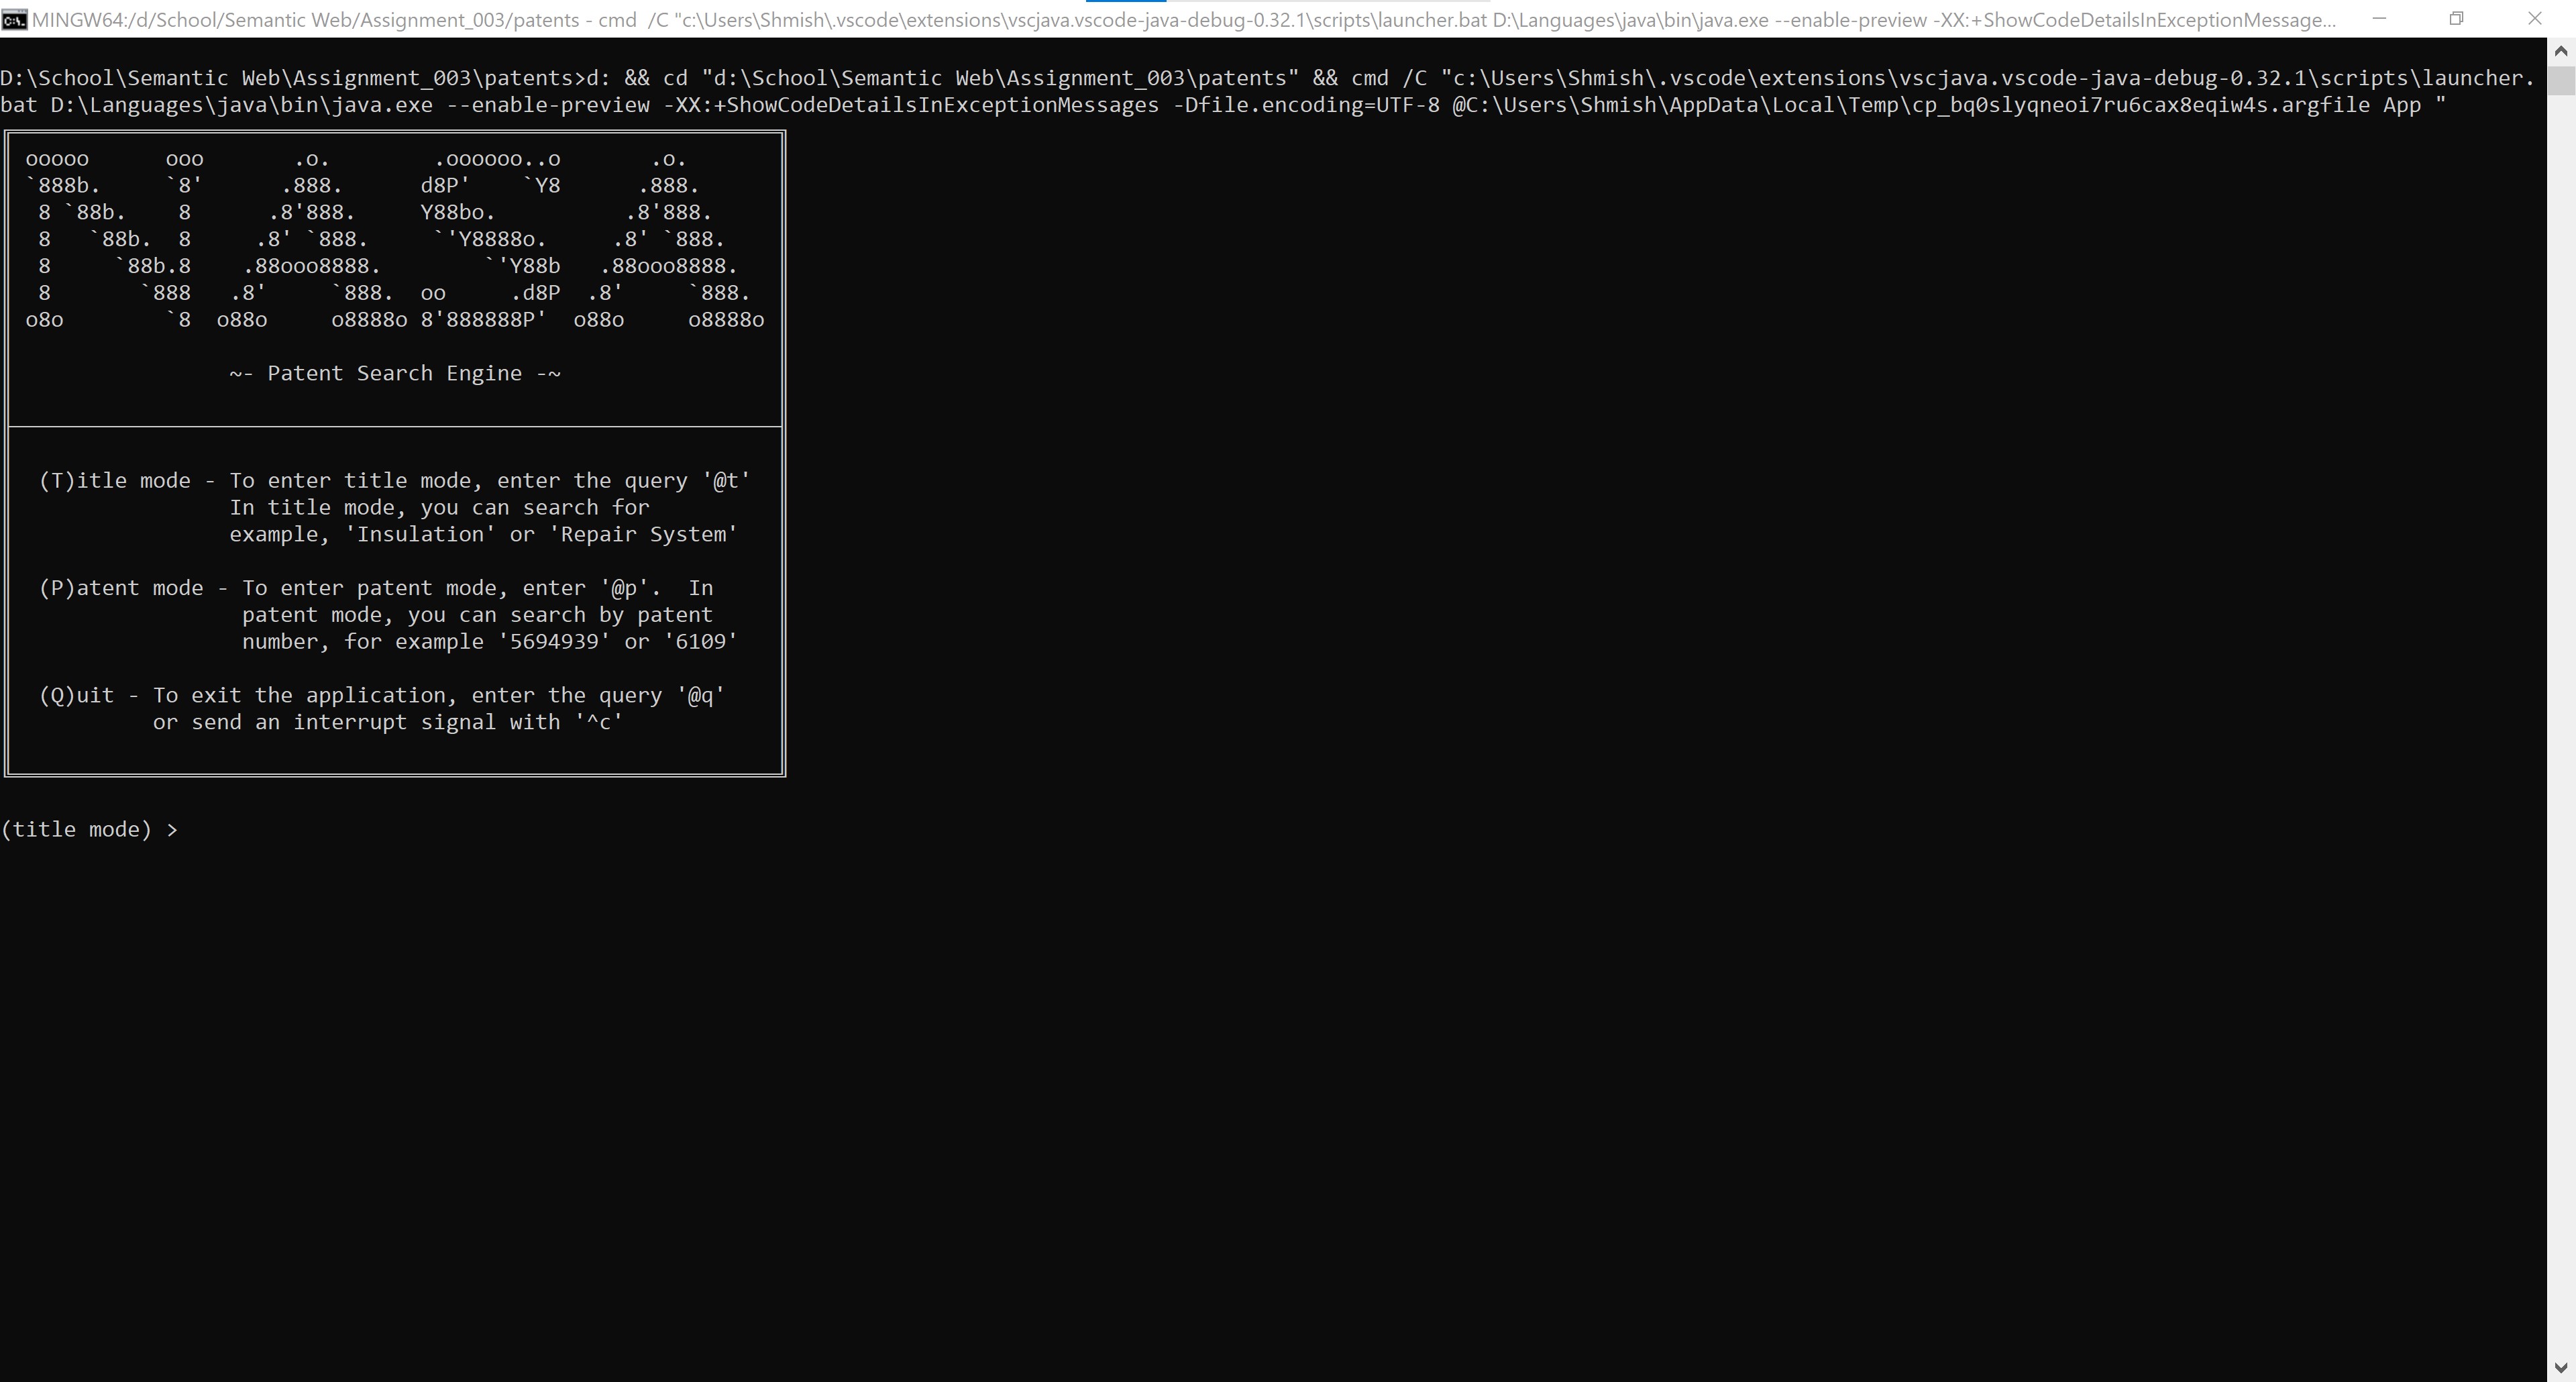 MINGW64:/d/School/Semantic Web/Assignment_003/patents - cmd  /C "c:\Users\Shmish\.vscode\extensions\vscjava.vscode-java-debug-0.32.1\scripts\launcher.bat D:\Languages\java\bin\java.exe --enable-preview -XX:+ShowCodeDetailsInExceptionMessage...
D:\School\Semantic Web\Assignment_003\patents>d: && cd "d:\School\Semantic Web\Assignment_003\patents" && cmd /C "c:\Users\Shmish\.vscode\extensions\vscjava.vscode-java-debug-0.32.1\scripts\launcher.
bat D:\Languages\java\bin\java.exe --enable-preview -XX:+ShowCodeDetailsInExceptionMessages -Dfile.encoding=UTF-8 @C:\Users\Shmish\AppData\Local\Temp\cp_bq0slyqneoi7ru6cax8eqiw4s.argfile App "
ooooo      ooo       .o.        .oooooo..o       .o.
`888b.     `8'      .888.      d8P'    `Y8      .888.
 8 `88b.    8      .8'888.     Y88bo.          .8'888.
 8   `88b.  8     .8' `888.     `'Y8888o.     .8' `888.
 8     `88b.8    .88ooo8888.        `'Y88b   .88ooo8888.
 8       `888   .8'     `888.  oo     .d8P  .8'     `888.
o8o        `8  o88o     o8888o 8'888888P'  o88o     o8888o
~- Patent Search Engine -~
(T)itle mode - To enter title mode, enter the query '@t'
In title mode, you can search for
example, 'Insulation' or 'Repair System'
(P)atent mode - To enter patent mode, enter '@p'.  In
patent mode, you can search by patent
number, for example '5694939' or '6109'
(Q)uit - To exit the application, enter the query '@q'
or send an interrupt signal with '^c'
(title mode) >